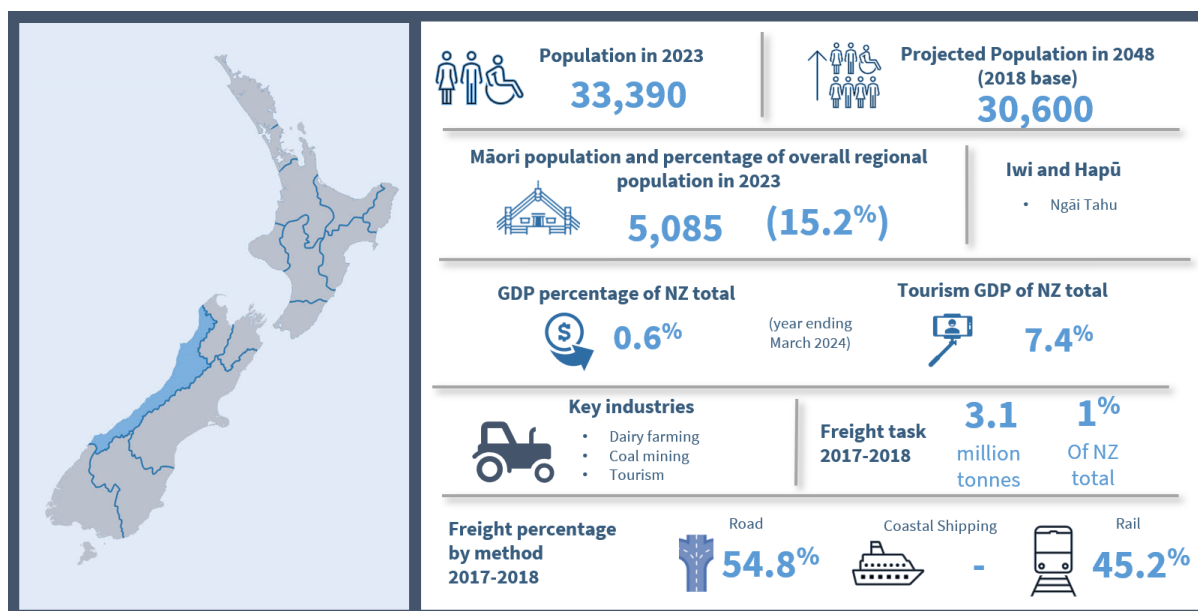 Population in 2023
33,390
Projected Population in 2048
(2018 base)
30,600
Māori population and percentage of overall regional
population in 2023
5,085 (15.2%)
Iwi and Hapū
• Ngāi Tahu
GDP percentage of NZ total
$
0.6%
(year ending
March 2024)
Tourism GDP of NZ total
7.4%
Key industries
• Dairy farming
• Coal mining
• Tourism
Freight task
2017-2018
3.1
million
tonnes
1%
Of NZ
total
Freight percentage
by method
2017-2018
Road
54.8%
Coastal Shipping
-
Rail
45.2%